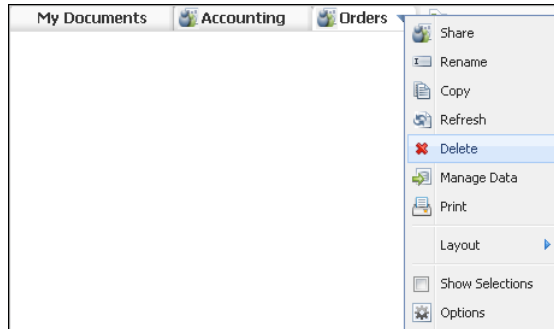 My Documents
Accounting
Orders
Share
Rename
Copy
Refresh
Delete
Manage Data
Print
Layout
Show Selections
Options